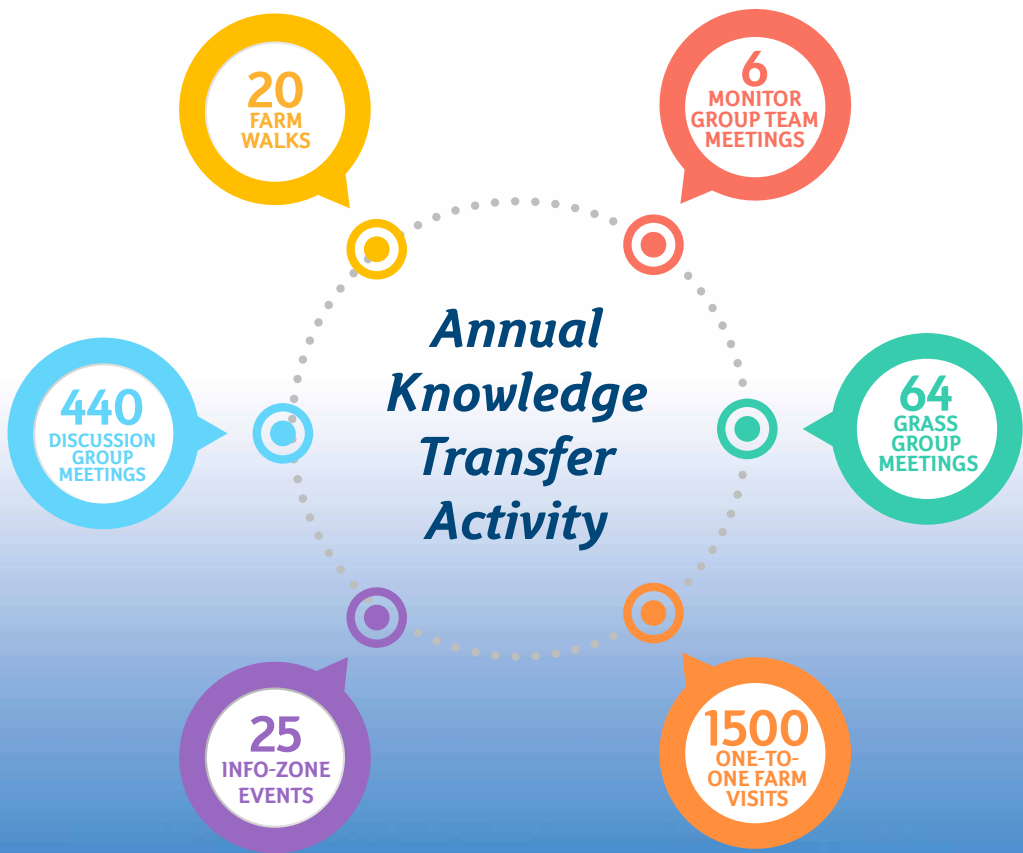 20
FARM
WALKS
6
MONITOR
GROUP TEAM
MEETINGS
Annual
Knowledge
Transfer
Activity
440
DISCUSSION
GROUP
MEETINGS
64
GRASS
GROUP
MEETINGS
25
INFO-ZONE
EVENTS
1500
ONE-TO-
ONE FARM
VISITS